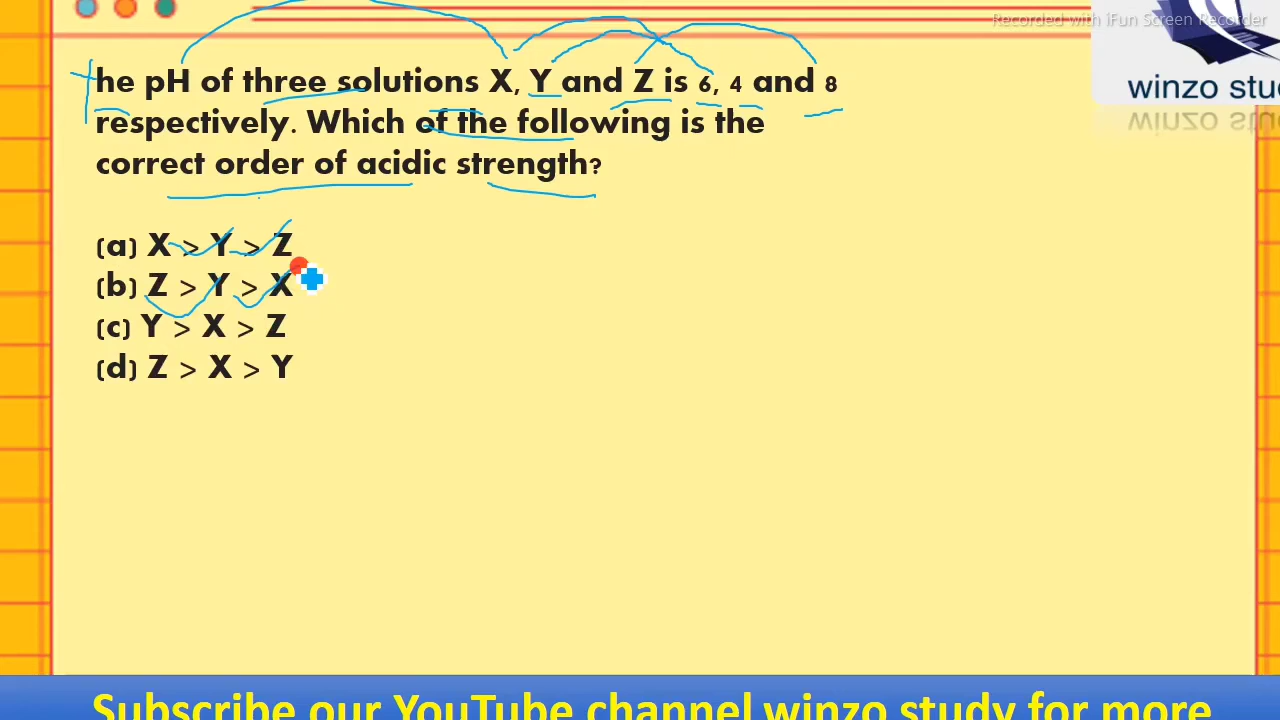 Recorded with iFun Screen Recorder
winzo stu
The pH of three solutions X, Y and Z is 6, 4 and 8
respectively. Which of the following is the
correct order of acidic strength?
(a) X > Y > Z
(b) Z > Y > X
(c) Y > X > Z
(d) Z > X > Y
Subscribe our YouTube channel winzo study for more